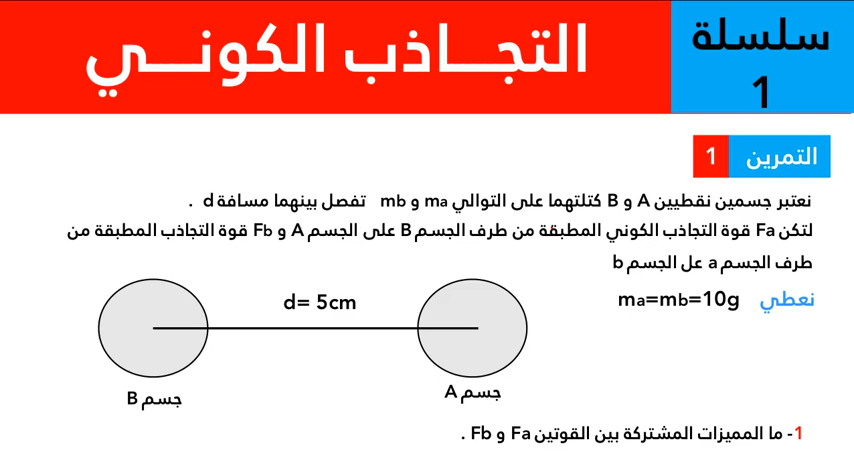 سلسلة
1
التجـــاذب الكونـــي
التمرين 1
نعتبر جسمين نقطيين A و B كتلتهما على التوالي ma و mb تفصل بينهما مسافة d .
لتكن Fa قوة التجاذب الكوني المطبقة من طرف الجسم B على الجسم A و Fb قوة التجاذب المطبقة من
طرف الجسم a عل الجسم b
نعطي ma=mb=10g
d= 5cm
جسم A
جسم B
1- ما المميزات المشتركة بين القوتين Fa و Fb .